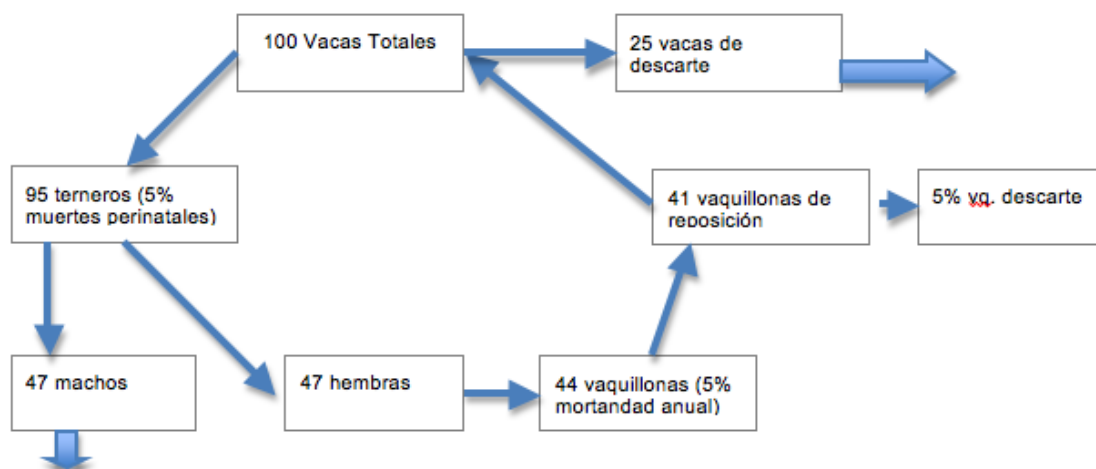 100 Vacas Totales
25 vacas de
descarte
95 terneros (5%
muertes perinatales)
41 vaquillonas de
reposición
5% vq. descarte
47 machos
47 hembras
44 vaquillonas (5%
mortandad anual)